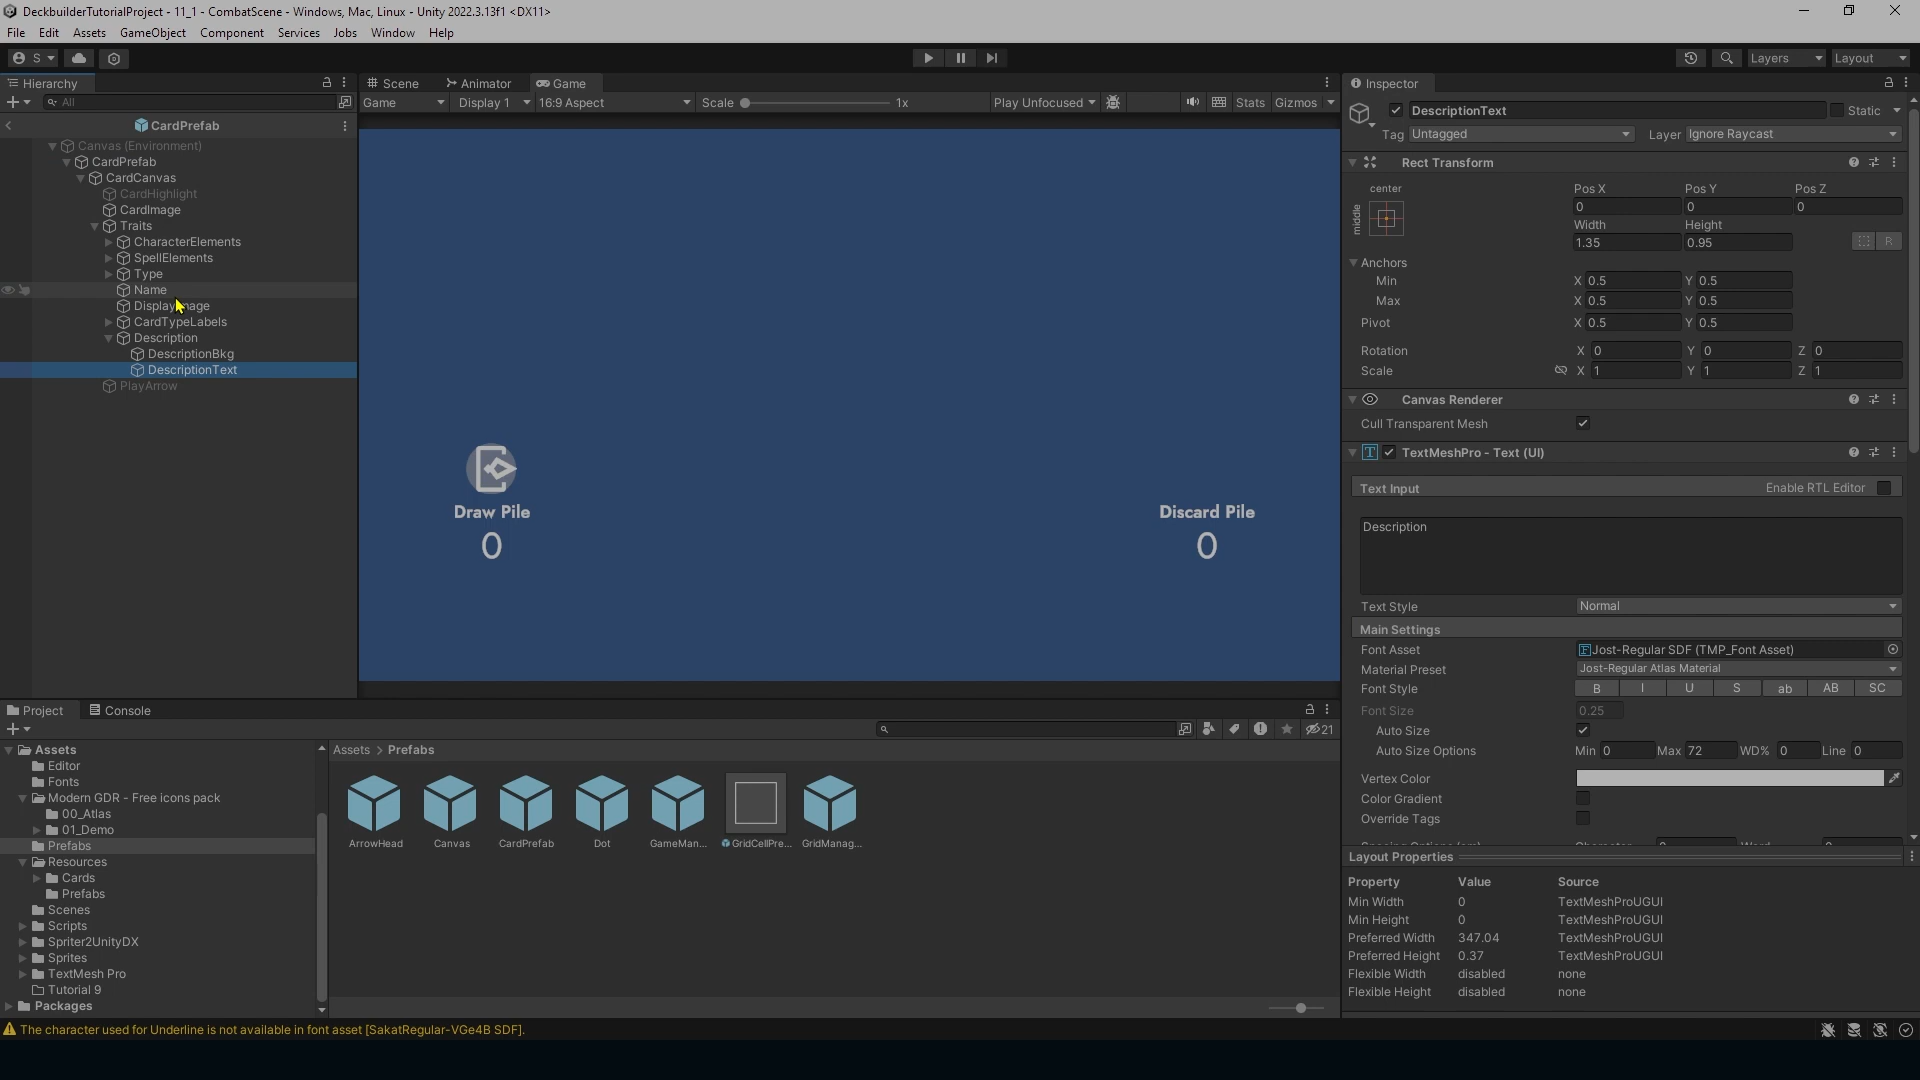 DeckbuilderTutorialProject - 11_1 - CombatScene - Windows, Mac, Linux - Unity 2022.3.13f1 <DX11>
File Edit Assets GameObject Component Services Jobs Window Help
S Layers Layout
Hierarchy
Scene Animator Game
Inspector
All
Game Display 1 16:9 Aspect Scale 1x Play Unfocused Stats Gizmos
DescriptionText Static
Tag Untagged Layer Ignore Raycast
CardPrefab
Canvas (Environment)
CardPrefab
CardCanvas
CardHighlight
CardImage
Traits
CharacterElements
SpellElements
Type
Name
CardTypeLabels
Description
DescriptionBkg
DescriptionText
PlayArrow
Draw Pile
0
Discard Pile
0
Rect Transform
center
middle
Pos X Pos Y Pos Z
0 0 0
Width Height
1.35 0.95
R
Anchors
Min X 0.5 Y 0.5
Max X 0.5 Y 0.5
Pivot X 0.5 Y 0.5
Rotation X 0 Y 0 Z 0
Scale X 1 Y 1 Z 1
Canvas Renderer
Cull Transparent Mesh
TextMeshPro - Text (UI)
Text Input Enable RTL Editor
Description
Text Style Normal
Main Settings
Font Asset Jost-Regular SDF (TMP_Font Asset)
Material Preset Jost-Regular Atlas Material
Font Style B I U S ab AB SC
Font Size 0.25
Auto Size
Auto Size Options Min 0 Max 72 WD% 0 Line 0
Vertex Color
Color Gradient
Override Tags
Layout Properties
Property Value Source
Min Width 0 TextMeshProUGUI
Min Height 0 TextMeshProUGUI
Preferred Width 347.04 TextMeshProUGUI
Preferred Height 0.37 TextMeshProUGUI
Flexible Width disabled none
Flexible Height disabled none
Project Console
21
Assets
Editor
Fonts
Modern GDR - Free icons pack
00_Atlas
01_Demo
Prefabs
Resources
Cards
Prefabs
Scenes
Scripts
Spriter2UnityDX
Sprites
TextMesh Pro
Tutorial 9
Packages
Assets > Prefabs
ArrowHead Canvas CardPrefab Dot GameMan... GridCellPre... GridManag...
The character used for Underline is not available in font asset [SakatRegular-VGe4B SDF].